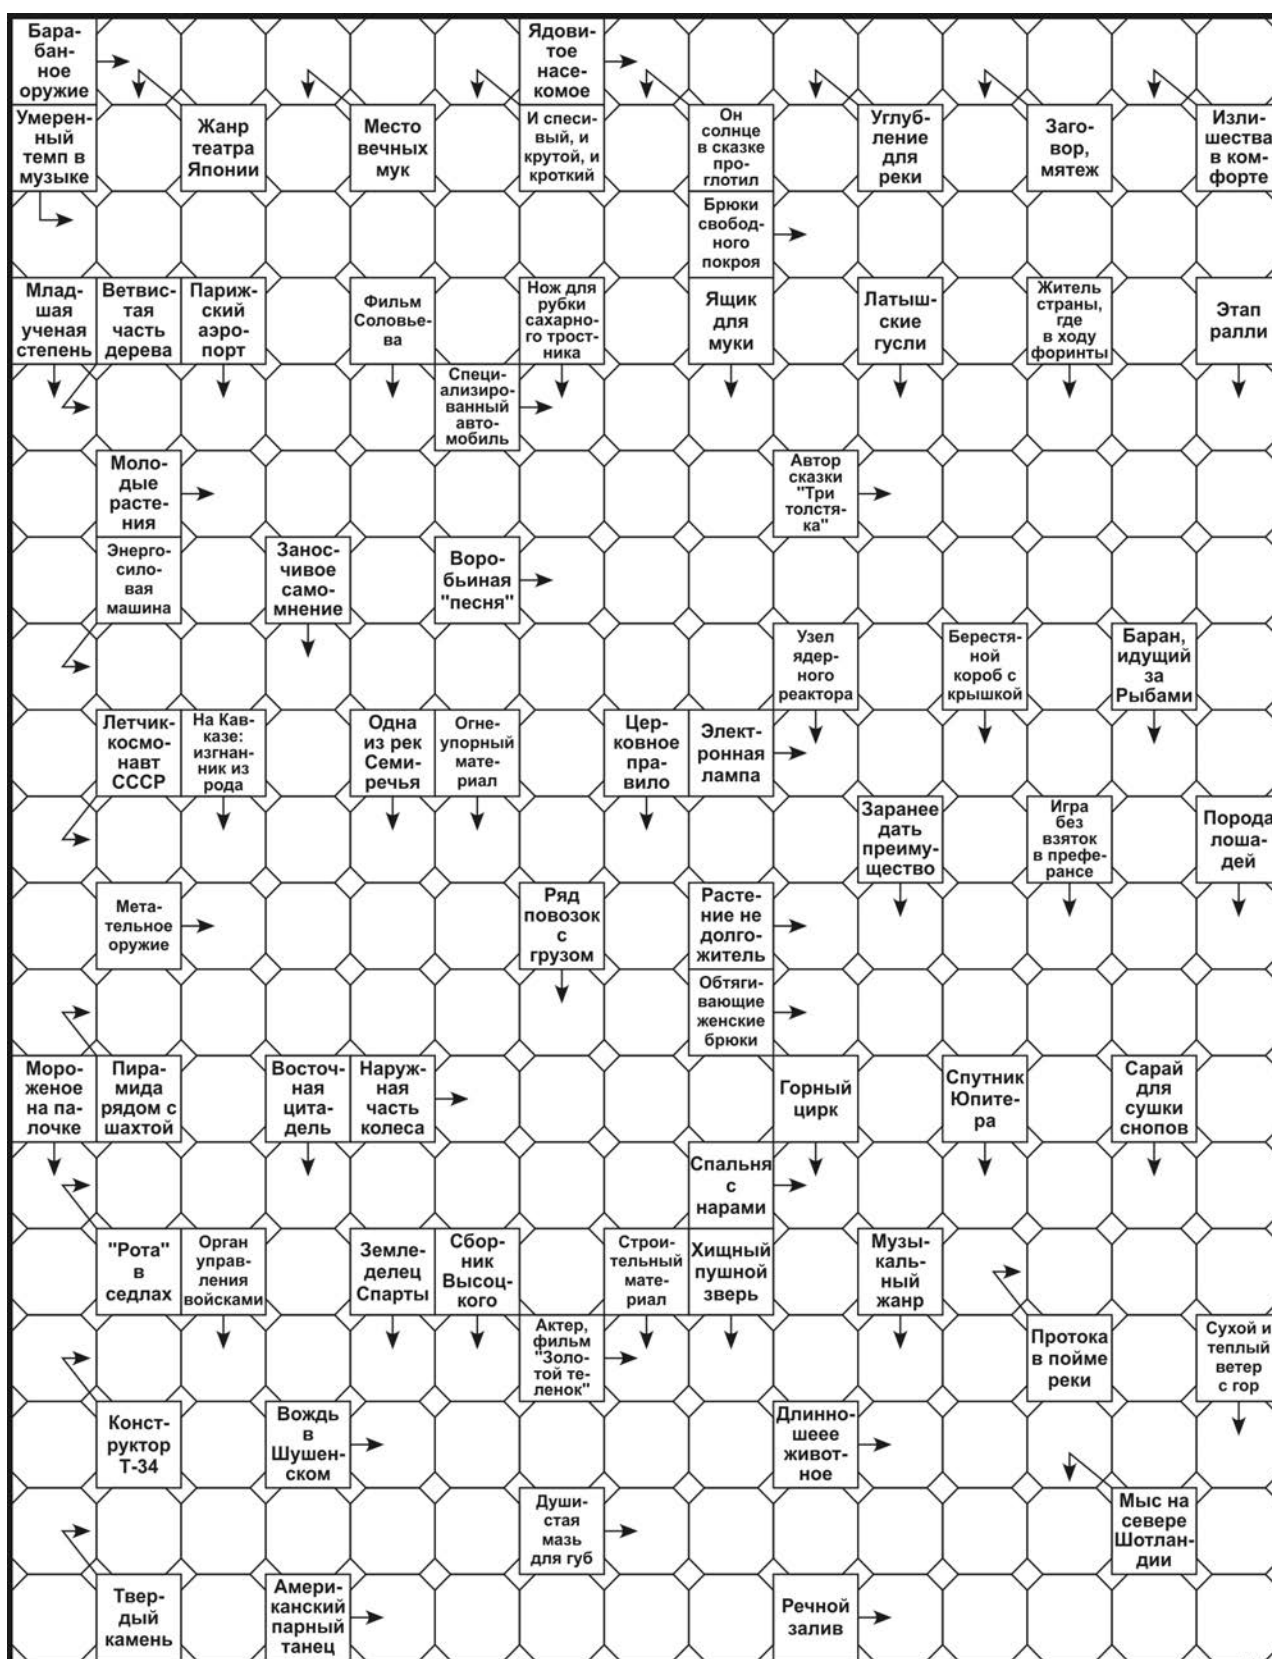 Бара-
бан-
ное
оружие
Ядови-
тое
насе-
комое
Умерен-
ный
темп в
музыке
Жанр
театра
Японии
Место
вечных
мук
И спеси-
вый, и
крутой, и
кроткий
Он
солнце
в сказке
про-
глотил
Углуб-
ление
для
реки
Заго-
вор,
мятеж
Изли-
шества
в ком-
форте
Брюки
свобод-
ного
покроя
Млад-
шая
ученая
степень
Ветвис-
тая
часть
дерева
Париж-
ский
аэро-
порт
Фильм
Соловье-
ва
Нож для
рубки
сахарно-
го трост-
ника
Ящик
для
муки
Латыш-
ские
гусли
Житель
страны,
где
в ходу
форинты
Этап
ралли
Специ-
ализиро-
ванный
авто-
мобиль
Моло-
дые
расте-
ния
Автор
сказки
"Три
толстя-
ка"
Энерго-
сило-
вая
машина
Занос-
чивое
само-
мнение
Воро-
бьиная
"песня"
Узел
ядер-
ного
реактора
Берестя-
ной
короб с
крышкой
Баран,
идущий
за
Рыбами
Летчик-
космо-
навт
СССР
На Кав-
казе:
изгнан-
ник из
рода
Одна
из рек
Семи-
речья
Огне-
упорный
мате-
риал
Цер-
ковное
пра-
вило
Элект-
ронная
лампа
Заранее
дать
преиму-
щество
Игра
без
взяток
в префе-
рансе
Порода
лоша-
дей
Мета-
тельное
оружие
Ряд
повозок
с
грузом
Расте-
ние не
долго-
житель
Обтяги-
вающие
женские
брюки
Моро-
женое
на па-
лочке
Пира-
мида
рядом с
шахтой
Восточ-
ная
цита-
дель
Наруж-
ная
часть
колеса
Горный
цирк
Спутник
Юпите-
ра
Сарай
для
сушки
снопов
Спальня
с
нарами
"Рота"
в
седлах
Орган
управ-
ления
войсками
Земле-
делец
Спарты
Сбор-
ник
Высоц-
кого
Строи-
тельный
мате-
риал
Хищный
пушной
зверь
Музы-
каль-
ный
жанр
Актер,
фильм
"Золо-
той те-
ленок"
Протока
в пойме
реки
Сухой и
теплый
ветер
с гор
Конст-
руктор
Т-34
Вождь
в
Шушен-
ском
Длинно-
шеее
живот-
ное
Души-
стая
мазь
для губ
Мыс на
севере
Шотлан-
дии
Твер-
дый
камень
Амери-
канский
парный
танец
Речной
залив